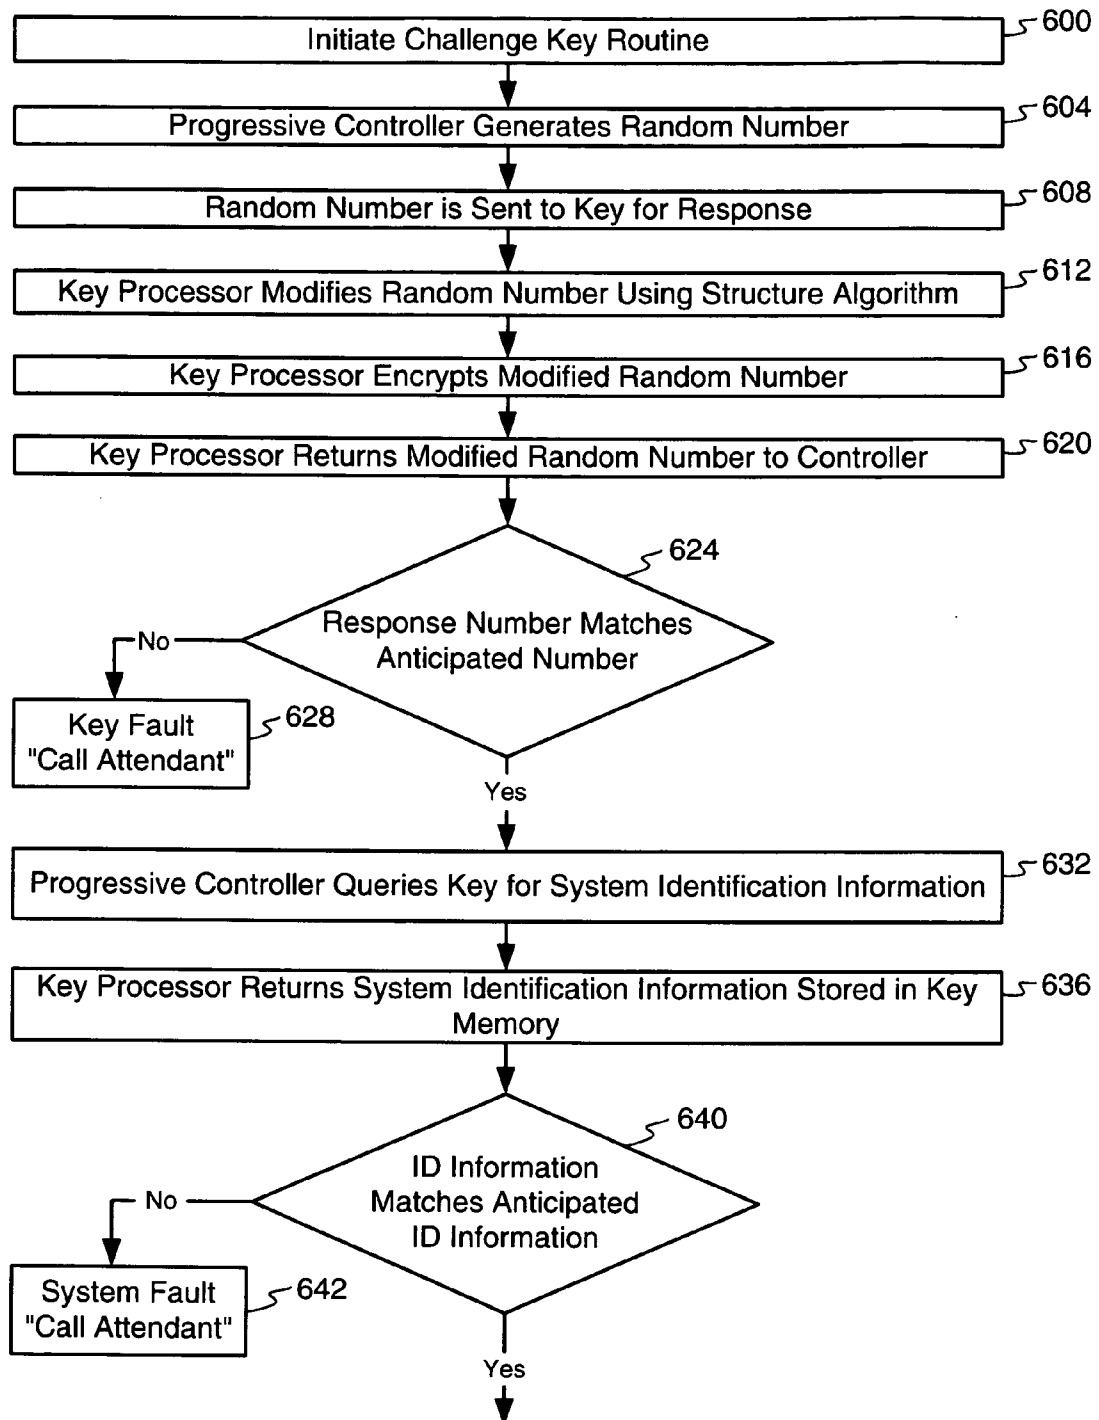 Initiate Challenge Key Routine
600
Progressive Controller Generates Random Number
604
Random Number is Sent to Key for Response
608
Key Processor Modifies Random Number Using Structure Algorithm
612
Key Processor Encrypts Modified Random Number
616
Key Processor Returns Modified Random Number to Controller
620
624
Response Number Matches
Anticipated Number
No
Key Fault
"Call Attendant"
628
Yes
Progressive Controller Queries Key for System Identification Information
632
Key Processor Returns System Identification Information Stored in Key
Memory
636
640
ID Information
Matches Anticipated
ID Information
No
System Fault
"Call Attendant"
642
Yes